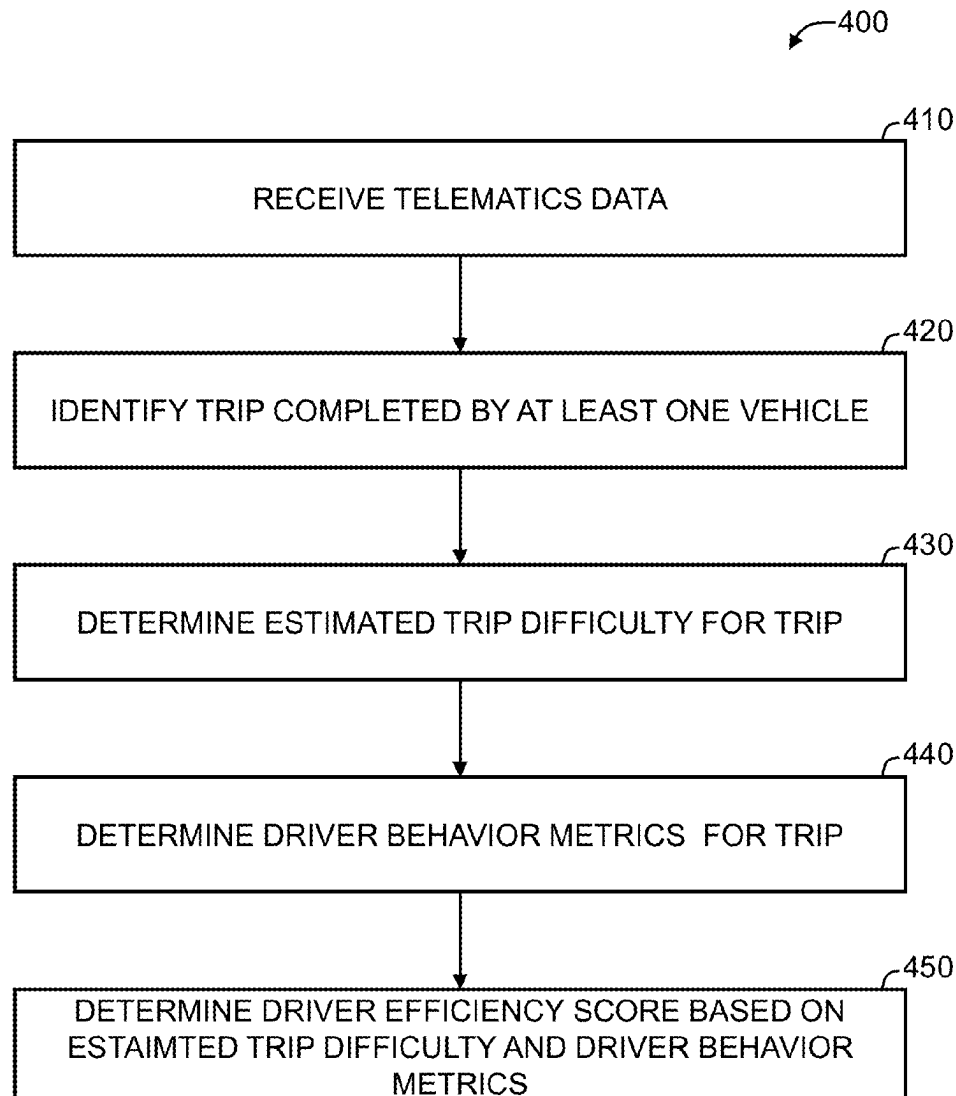 400
410
RECEIVE TELEMATICS DATA
420
IDENTIFY TRIP COMPLETED BY AT LEAST ONE VEHICLE
430
DETERMINE ESTIMATED TRIP DIFFICULTY FOR TRIP
440
DETERMINE DRIVER BEHAVIOR METRICS FOR TRIP
450
DETERMINE DRIVER EFFICIENCY SCORE BASED ON
ESTAIMTED TRIP DIFFICULTY AND DRIVER BEHAVIOR
METRICS